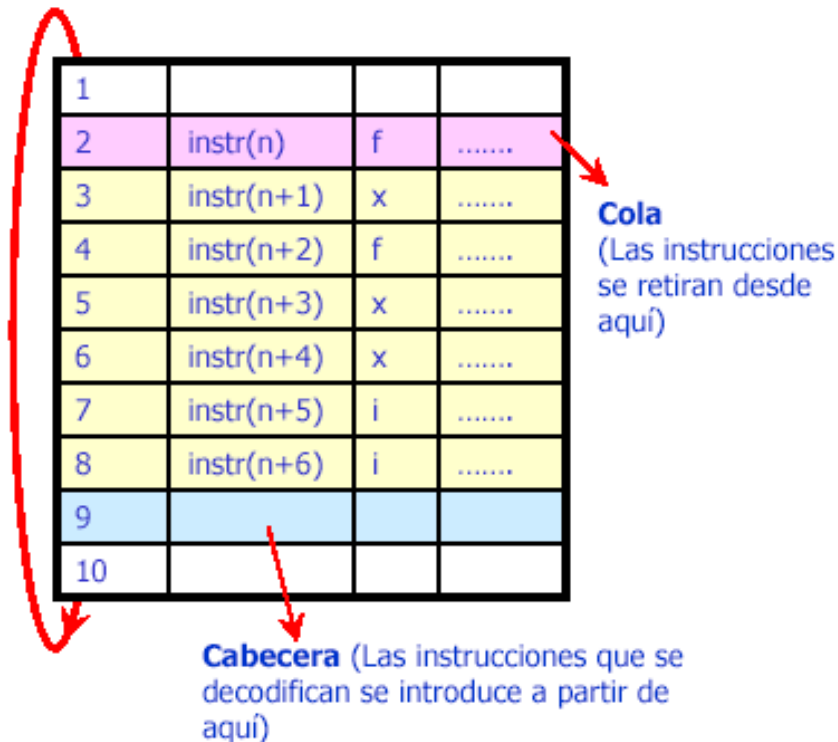 1
2 instr(n) f .......
3 instr(n+1) x .......
4 instr(n+2) f .......
5 instr(n+3) x .......
6 instr(n+4) x .......
7 instr(n+5) i .......
8 instr(n+6) i .......
9
10
Cola
(Las instrucciones
se retiran desde
aquí)
Cabecera (Las instrucciones que se
decodifican se introduce a partir de
aquí)